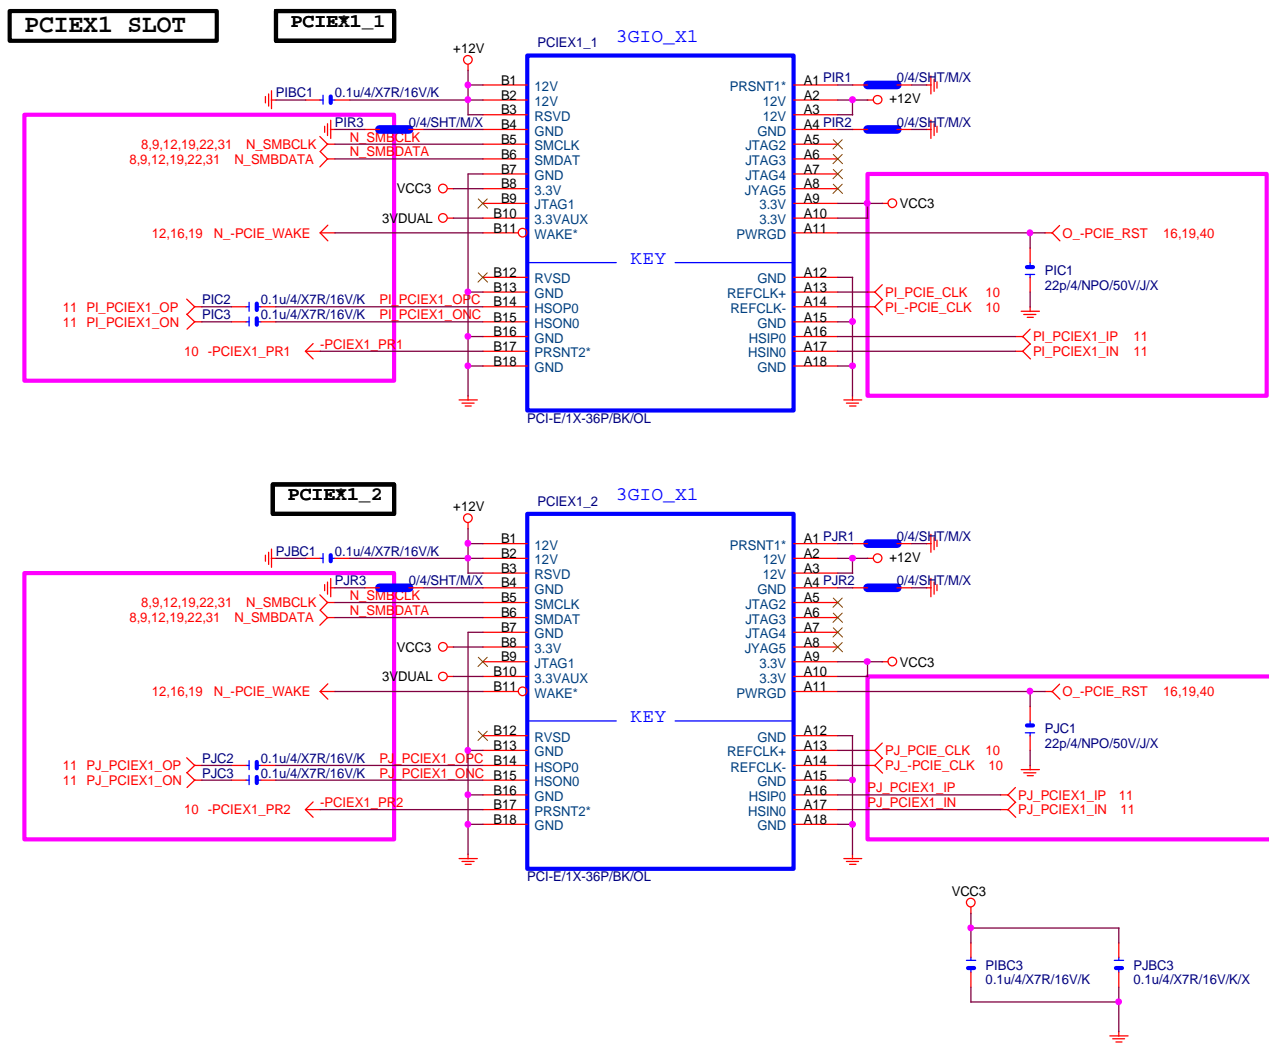 PCIEX1 SLOT
PCIEX1_1
+12V
PCIEX1_1
3GIO_X1
PIBC1 0.1u/4/X7R/16V/K
B1 12V PRSNT1* A1 PIR1 0/4/SHT/M/X
B2 12V 12V A2 +12V
B3 RSVD 12V A3
PIR3 0/4/SHT/M/X B4 GND GND A4 PIR2 0/4/SHT/M/X
8,9,12,19,22,31 N_SMBCLK N_SMBCLK B5 SMCLK JTAG2 A5
8,9,12,19,22,31 N_SMBDATA N_SMBDATA B6 SMDAT JTAG3 A6
B7 GND JTAG4 A7
VCC3 B8 3.3V JYAG5 A8
B9 JTAG1 3.3V A9 VCC3
3VDUAL B10 3.3VAUX 3.3V A10
12,16,19 N_-PCIE_WAKE B11 WAKE* PWRGD A11 O_-PCIE_RST 16,19,40
KEY
PIC1
22p/4/NPO/50V/J/X
B12 RVSD GND A12
B13 GND REFCLK+ A13 PI_PCIE_CLK 10
11 PI_PCIEX1_OP PIC2 0.1u/4/X7R/16V/K PI_PCIEX1_OPC B14 HSOP0 REFCLK- A14 PI_-PCIE_CLK 10
11 PI_PCIEX1_ON PIC3 0.1u/4/X7R/16V/K PI_PCIEX1_ONC B15 HSON0 GND A15
B16 GND HSIP0 A16 PI_PCIEX1_IP 11
10 -PCIEX1_PR1 -PCIEX1_PR1 B17 PRSNT2* HSIN0 A17 PI_PCIEX1_IN 11
B18 GND GND A18
PCI-E/1X-36P/BK/OL
PCIEX1_2
+12V
PCIEX1_2
3GIO_X1
PJBC1 0.1u/4/X7R/16V/K
B1 12V PRSNT1* A1 PJR1 0/4/SHT/M/X
B2 12V 12V A2 +12V
B3 RSVD 12V A3
PJR3 0/4/SHT/M/X B4 GND GND A4 PJR2 0/4/SHT/M/X
8,9,12,19,22,31 N_SMBCLK N_SMBCLK B5 SMCLK JTAG2 A5
8,9,12,19,22,31 N_SMBDATA N_SMBDATA B6 SMDAT JTAG3 A6
B7 GND JTAG4 A7
VCC3 B8 3.3V JYAG5 A8
B9 JTAG1 3.3V A9 VCC3
3VDUAL B10 3.3VAUX 3.3V A10
12,16,19 N_-PCIE_WAKE B11 WAKE* PWRGD A11 O_-PCIE_RST 16,19,40
KEY
PJC1
22p/4/NPO/50V/J/X
B12 RVSD GND A12
B13 GND REFCLK+ A13 PJ_PCIE_CLK 10
11 PJ_PCIEX1_OP PJC2 0.1u/4/X7R/16V/K PJ_PCIEX1_OPC B14 HSOP0 REFCLK- A14 PJ_-PCIE_CLK 10
11 PJ_PCIEX1_ON PJC3 0.1u/4/X7R/16V/K PJ_PCIEX1_ONC B15 HSON0 GND A15
B16 GND HSIP0 A16 PJ_PCIEX1_IP PJ_PCIEX1_IP 11
10 -PCIEX1_PR2 -PCIEX1_PR2 B17 PRSNT2* HSIN0 A17 PJ_PCIEX1_IN PJ_PCIEX1_IN 11
B18 GND GND A18
PCI-E/1X-36P/BK/OL
VCC3
PIBC3 PJBC3
0.1u/4/X7R/16V/K 0.1u/4/X7R/16V/K/X